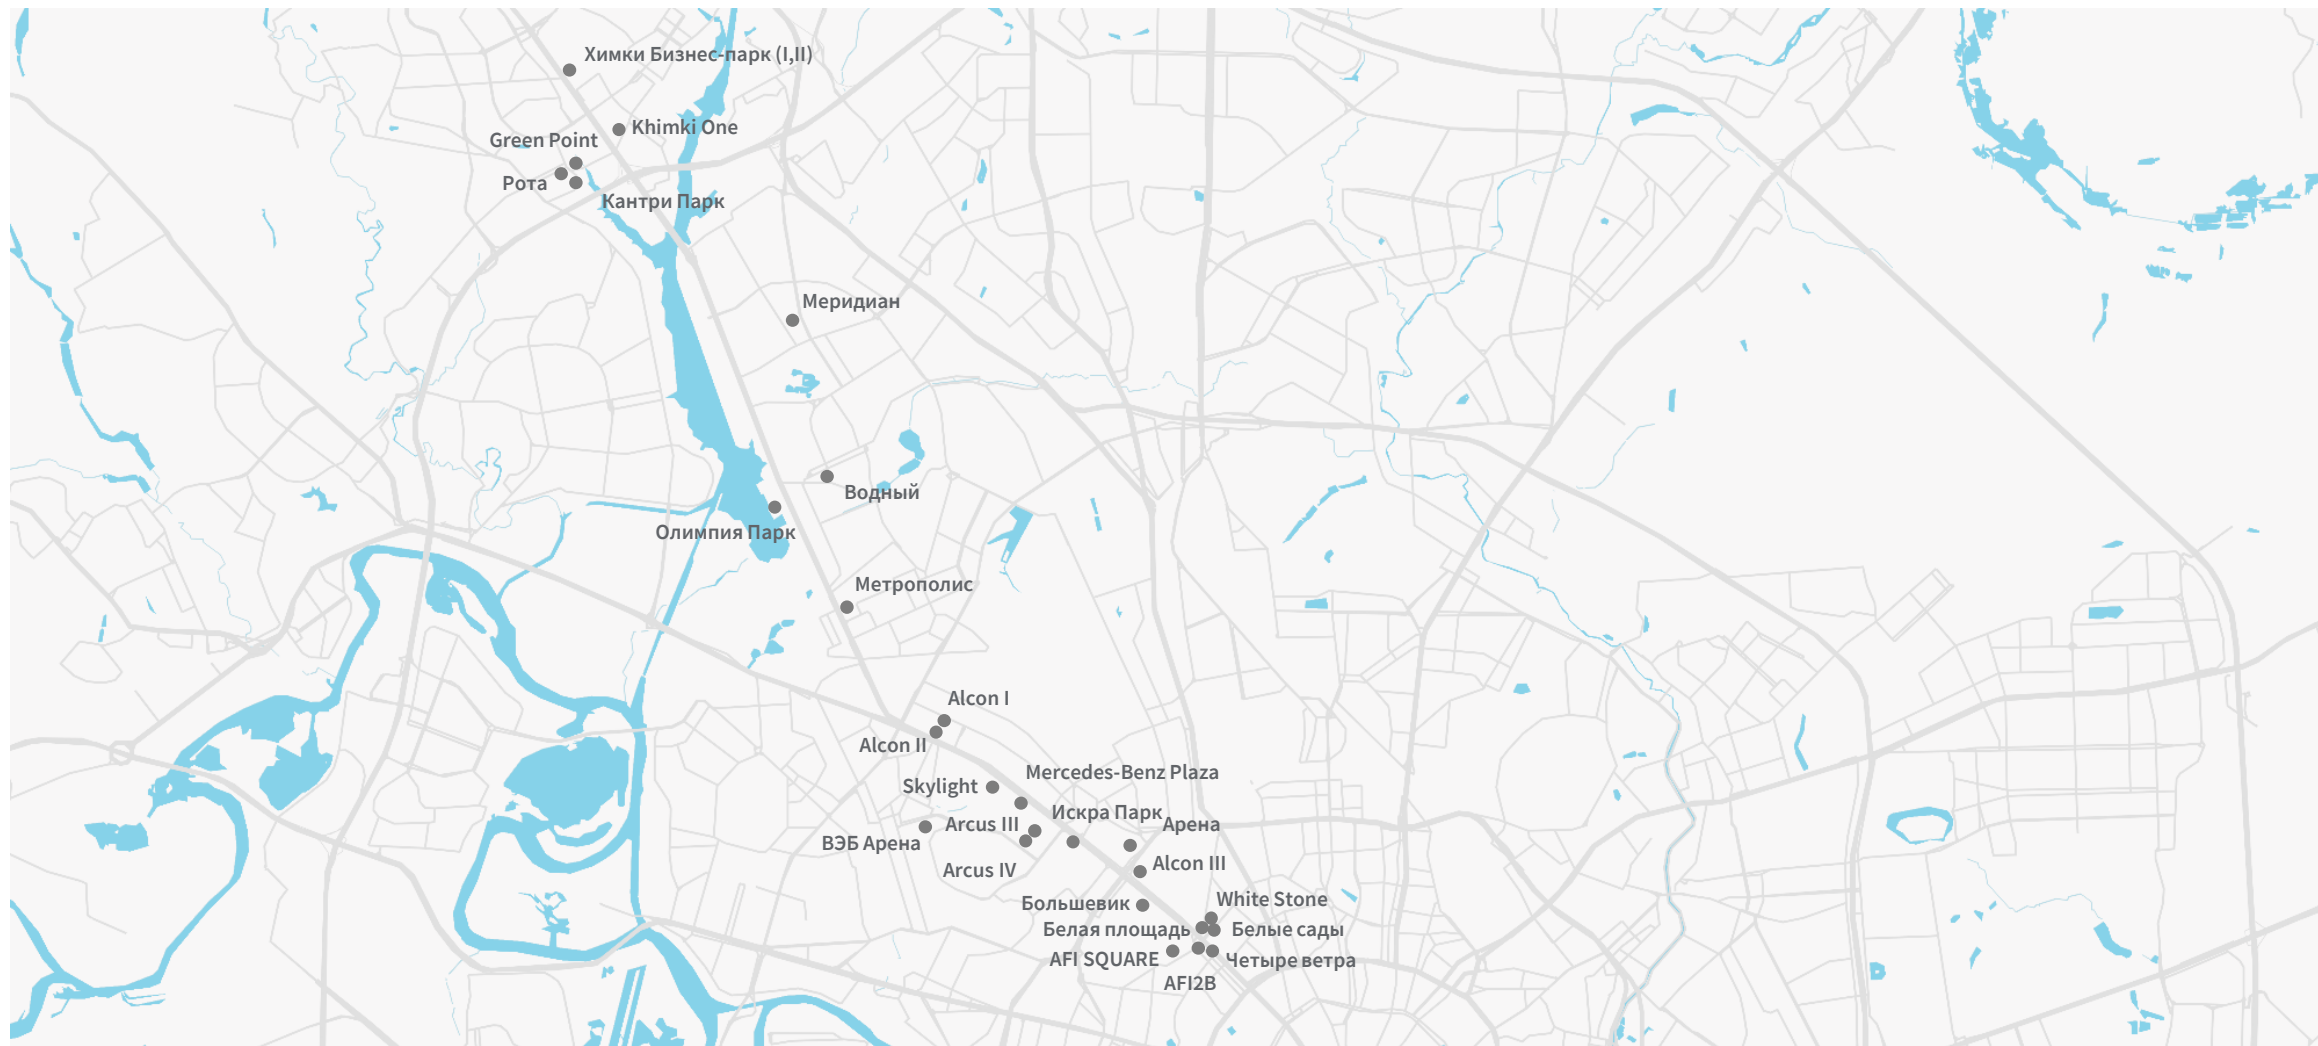 Химки Бизнес-парк (I,II)
Khimki One
Green Point
Рота
Кантри Парк
Меридиан
Водный
Олимпия Парк
Метрополис
Alcon I
Alcon II
Mercedes-Benz Plaza
Skylight
Искра Парк
Arcus III
Арена
ВЭБ Арена
Alcon III
Arcus IV
White Stone
Большевик
Белая площадь
Белые сады
AFI SQUARE
Четыре ветра
AFI2B